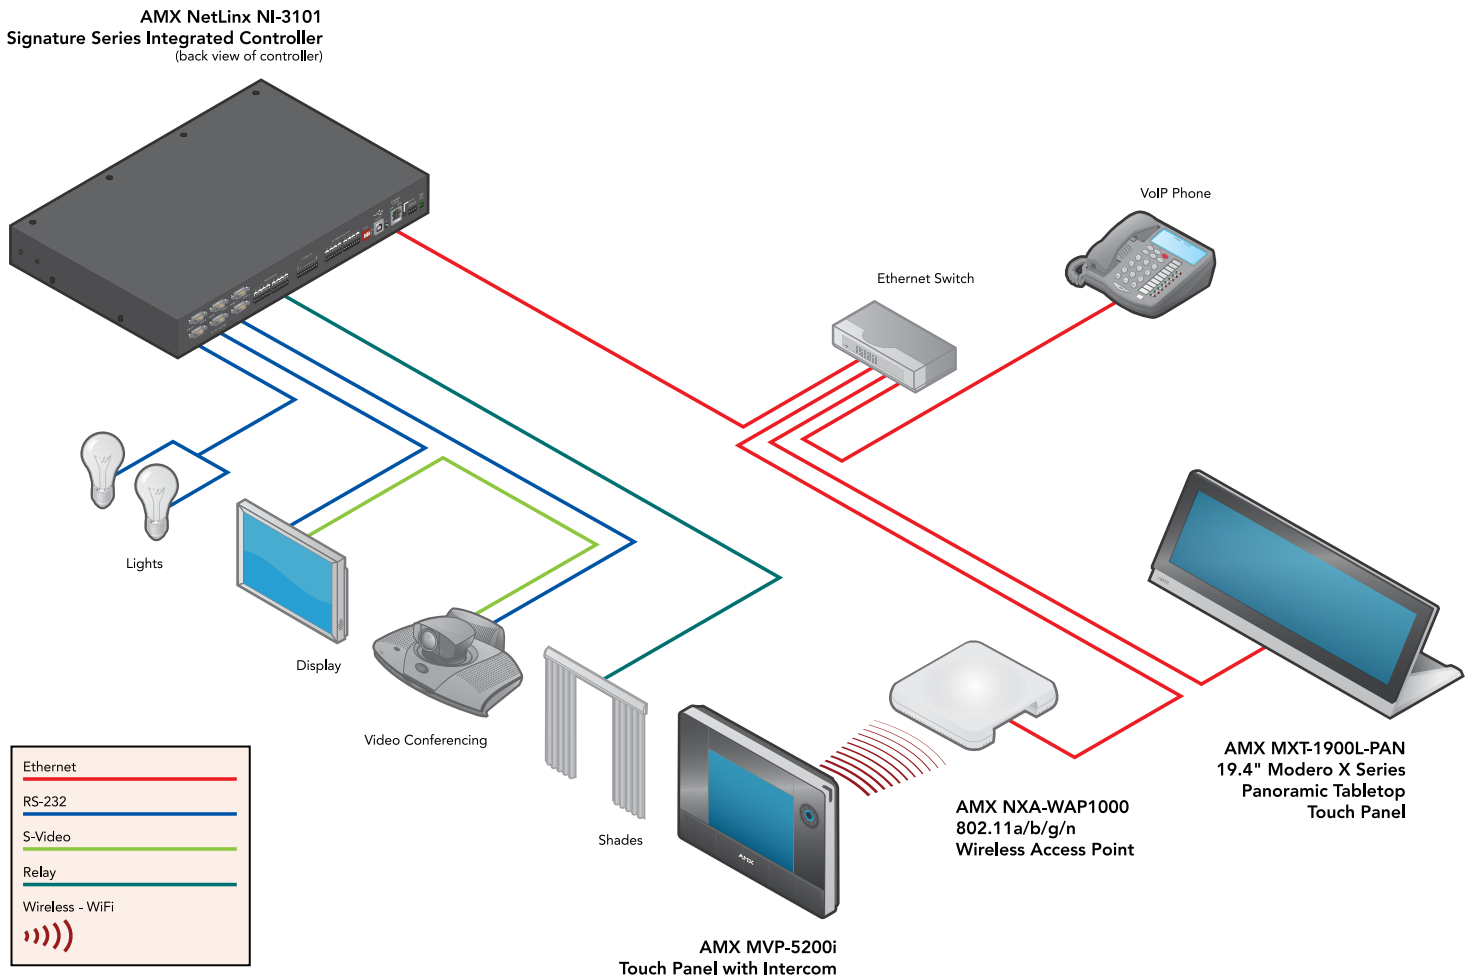 AMX NetLinx NI-3101
Signature Series Integrated Controller
(back view of controller)
VoIP Phone
Ethernet Switch
Lights
Display
Video Conferencing
Shades
AMX MXT-1900L-PAN
19.4" Modero X Series
Panoramic Tabletop
Touch Panel
AMX NXA-WAP1000
802.11a/b/g/n
Wireless Access Point
AMX
AMX MVP-5200i
Touch Panel with Intercom
Ethernet
RS-232
S-Video
Relay
Wireless - WiFi